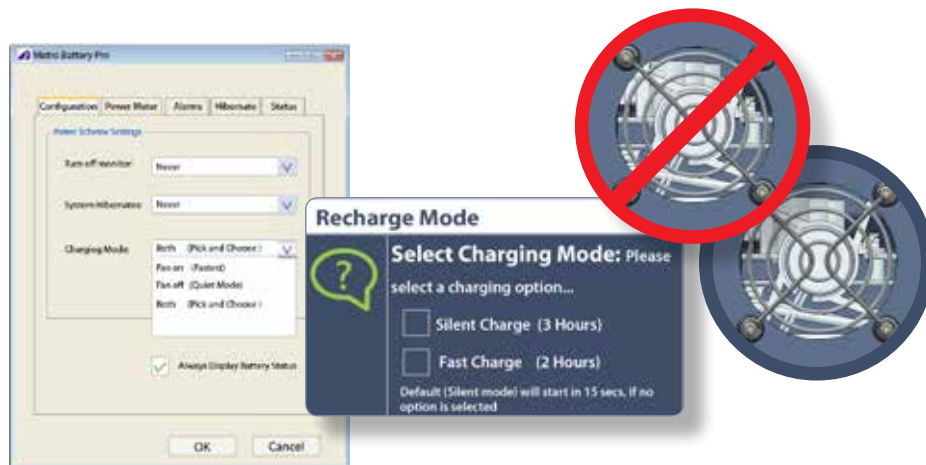 Metro Battery Pro
Configuration Power Meter Alarms Hibernate Status
Power Scheme Settings
Turn off monitor Never
System Hibernates Never
Charging Mode Both (Pick and Choose)
Fan on (Fastest)
Fan off (Quiet Mode)
Both (Pick and Choose)
Always Display Battery Status
OK Cancel
Recharge Mode
?
Select Charging Mode: Please
select a charging option...
Silent Charge (3 Hours)
Fast Charge (2 Hours)
Default (Silent mode) will start in 15 secs, if no
option is selected